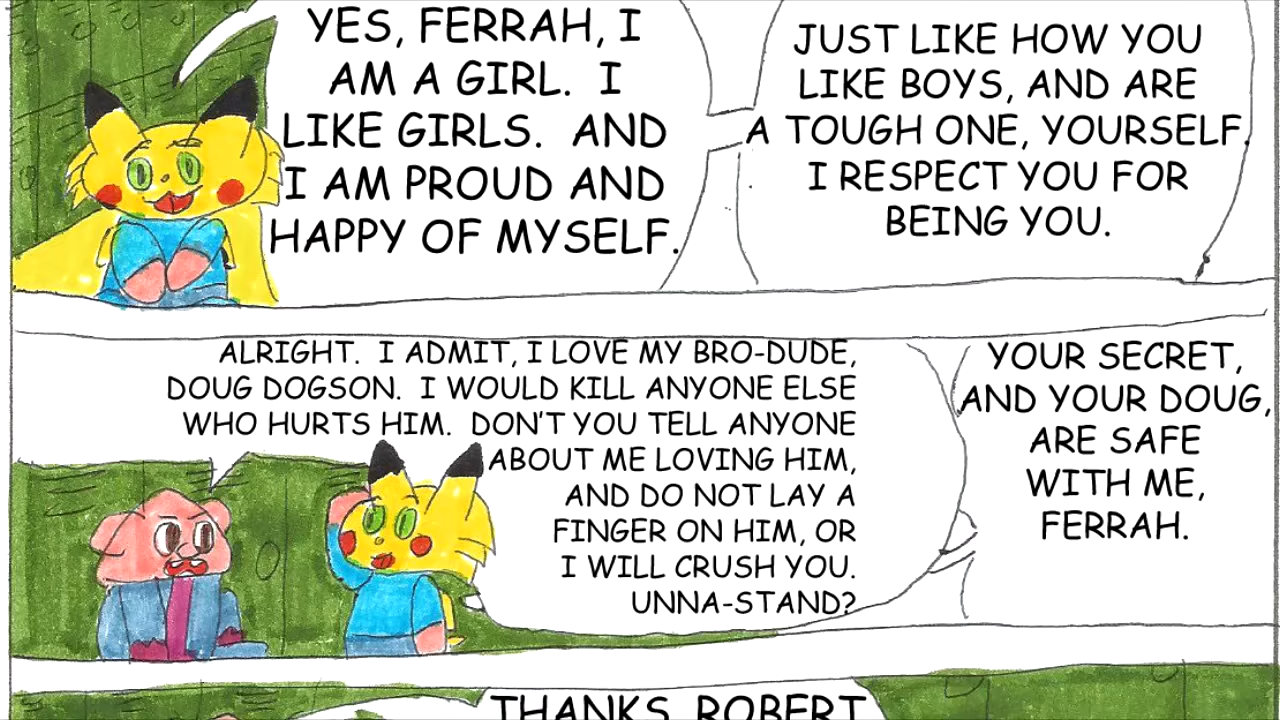 YES, FERRAH, I
AM A GIRL. I
LIKE GIRLS. AND
I AM PROUD AND
HAPPY OF MYSELF.
JUST LIKE HOW YOU
LIKE BOYS, AND ARE
A TOUGH ONE, YOURSELF.
I RESPECT YOU FOR
BEING YOU.
ALRIGHT. I ADMIT, I LOVE MY BRO-DUDE,
DOUG DOGSON. I WOULD KILL ANYONE ELSE
WHO HURTS HIM. DON'T YOU TELL ANYONE
ABOUT ME LOVING HIM,
AND DO NOT LAY A
FINGER ON HIM, OR
I WILL CRUSH YOU.
UNNA-STAND?
YOUR SECRET,
AND YOUR DOUG,
ARE SAFE
WITH ME,
FERRAH.
THANKS, ROBERT